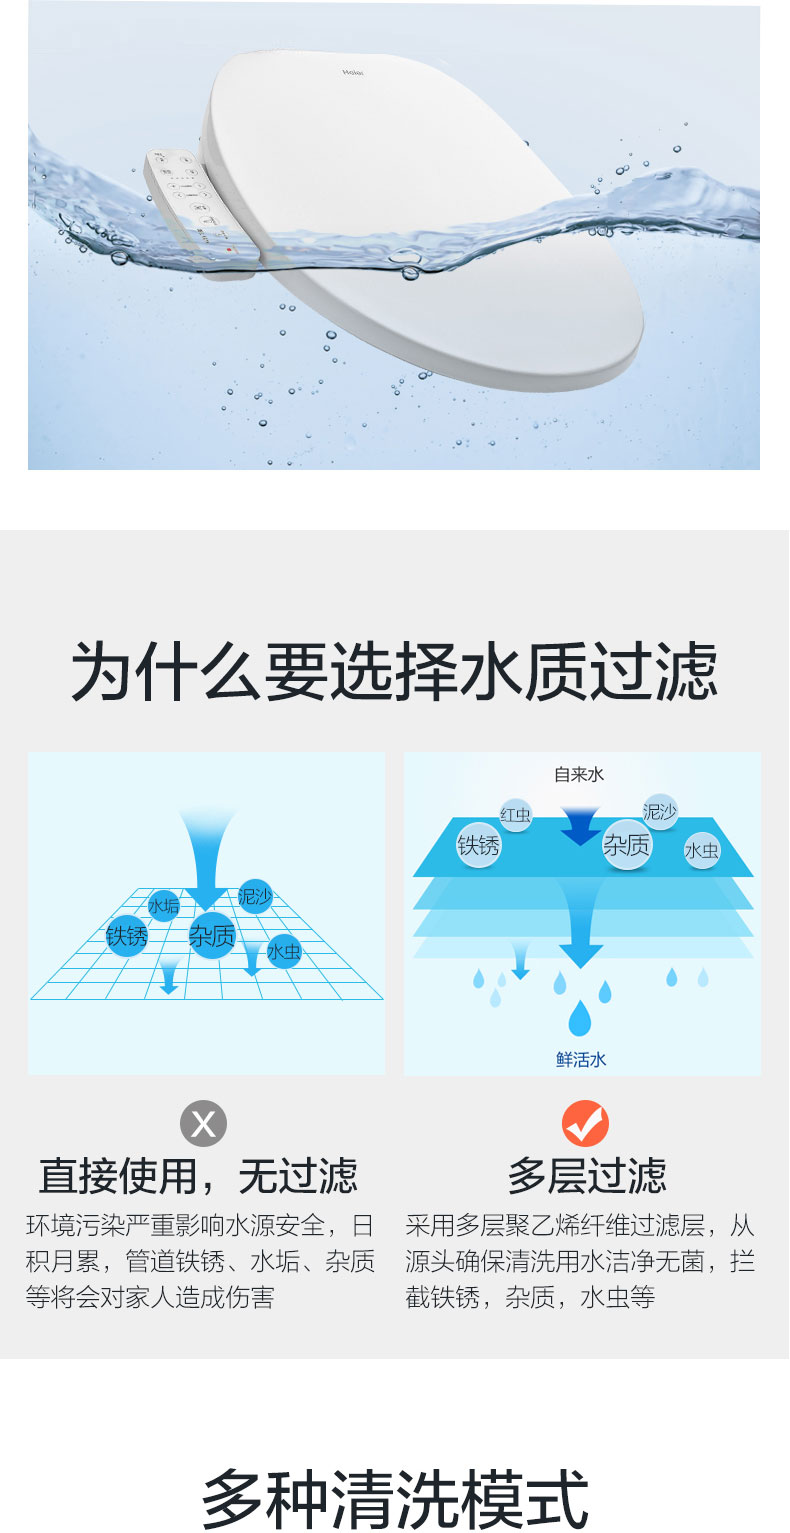 Haier
为什么要选择水质过滤
水垢
泥沙
铁锈
杂质
水虫
自来水
红虫
泥沙
铁锈
杂质
水虫
鲜活水
X
直接使用，无过滤
环境污染严重影响水源安全，日
积月累，管道铁锈、水垢、杂质
等将会对家人造成伤害
多层过滤
采用多层聚乙烯纤维过滤层，从
源头确保清洗用水洁净无菌，拦
截铁锈，杂质，水虫等
多种清洗模式